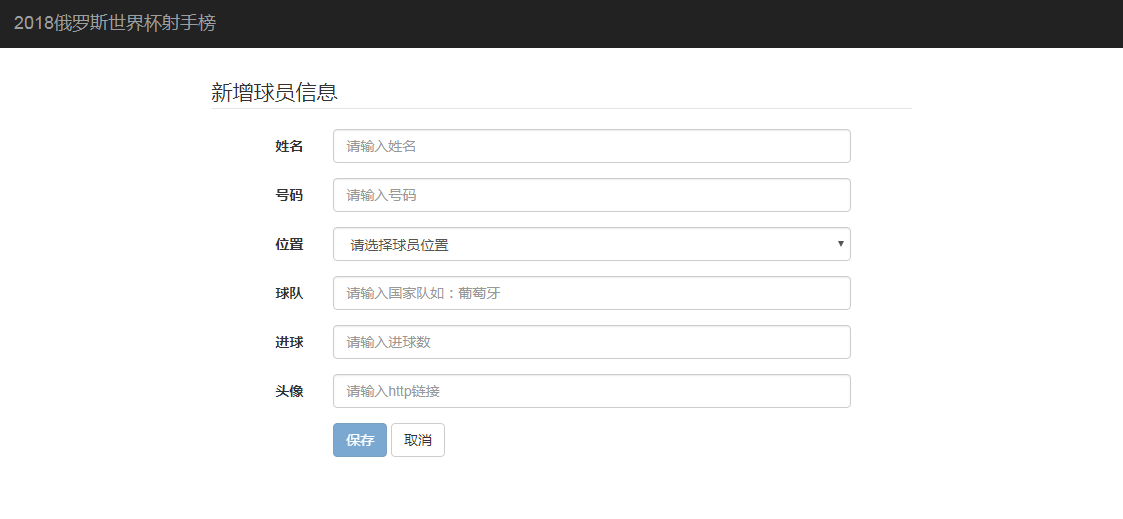 2018俄罗斯世界杯射手榜
新增球员信息
姓名 请输入姓名
号码 请输入号码
位置 请选择球员位置
球队 请输入国家队如：葡萄牙
进球 请输入进球数
头像 请输入http链接
保存 取消